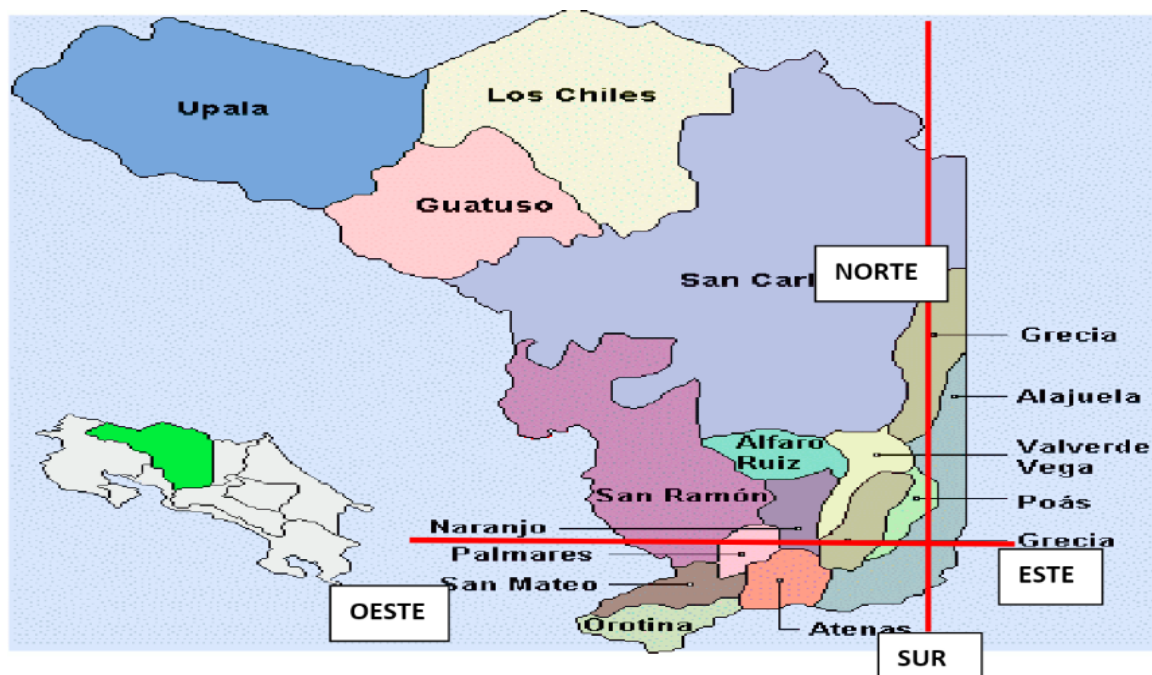 Los Chiles
Upala
Guatuso
NORTE
San Carl
Grecia
Alajuela
Alfaro
Ruiz
Valverde
Vega
San Ramón
Poás
Naranjo
Grecia
Palmares
San Mateo
ESTE
OESTE
Orotina
Atenas
SUR